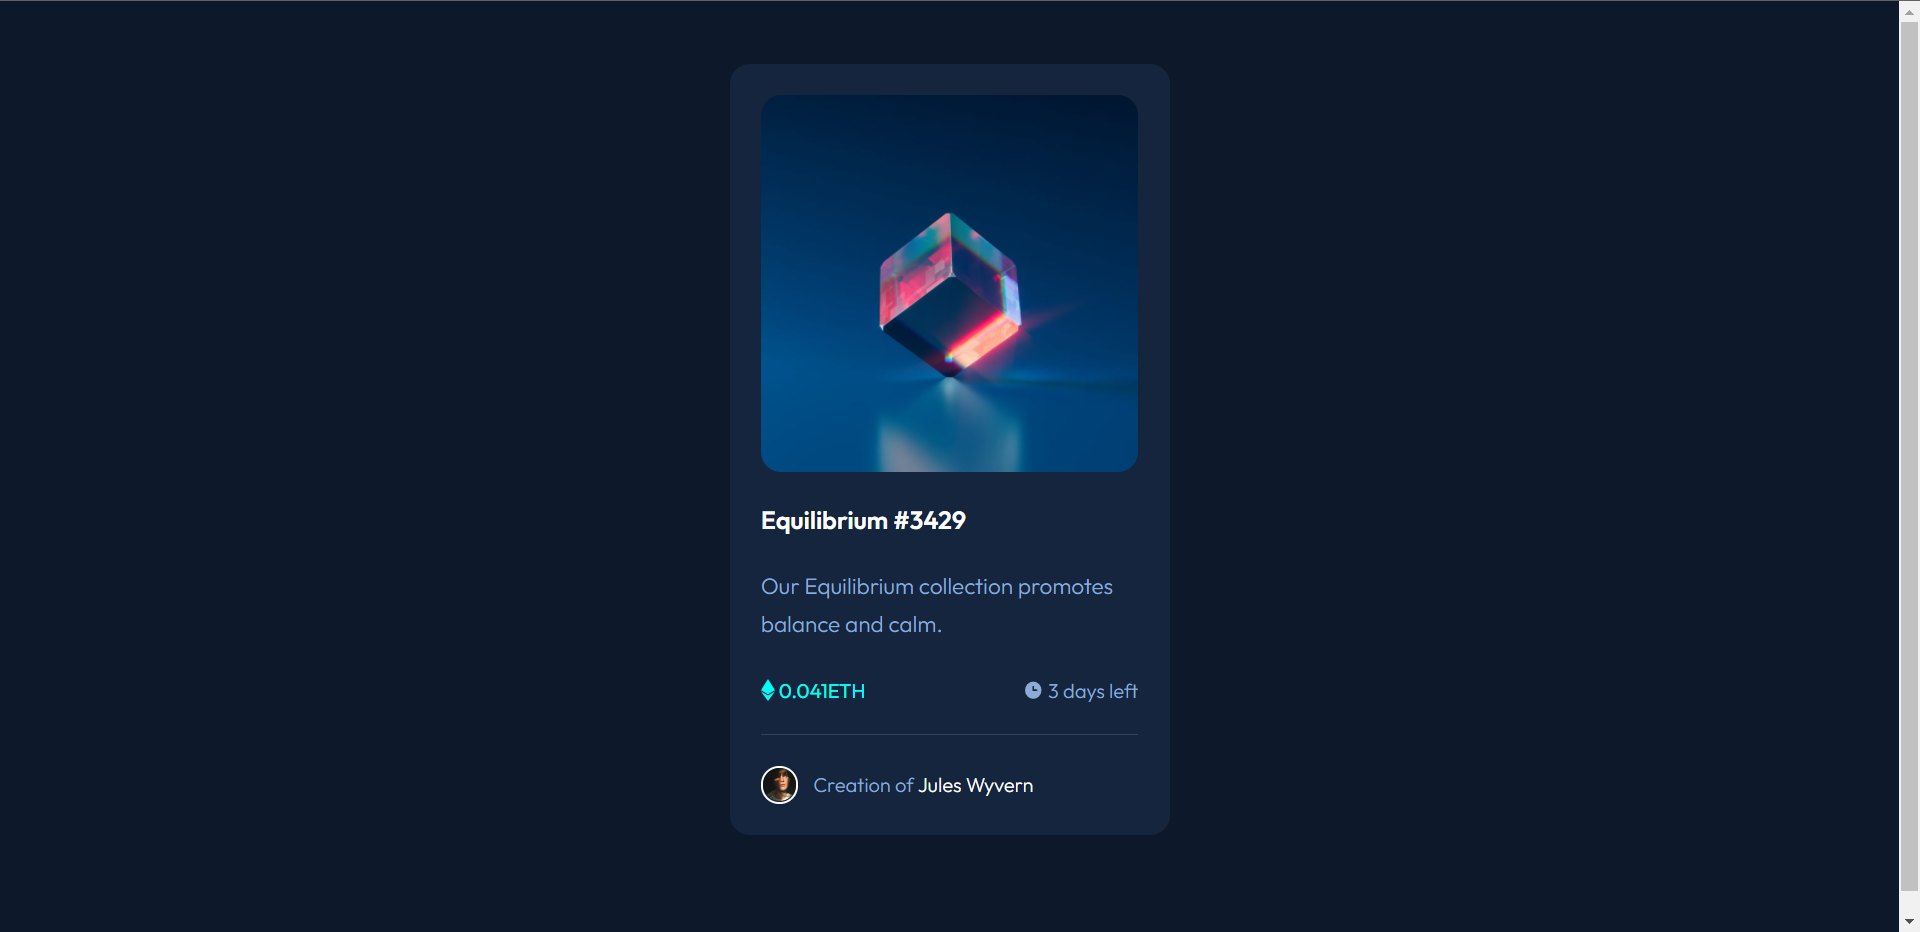 Equilibrium #3429
Our Equilibrium collection promotes
balance and calm.
0.041ETH
3 days left
Creation of Jules Wyvern